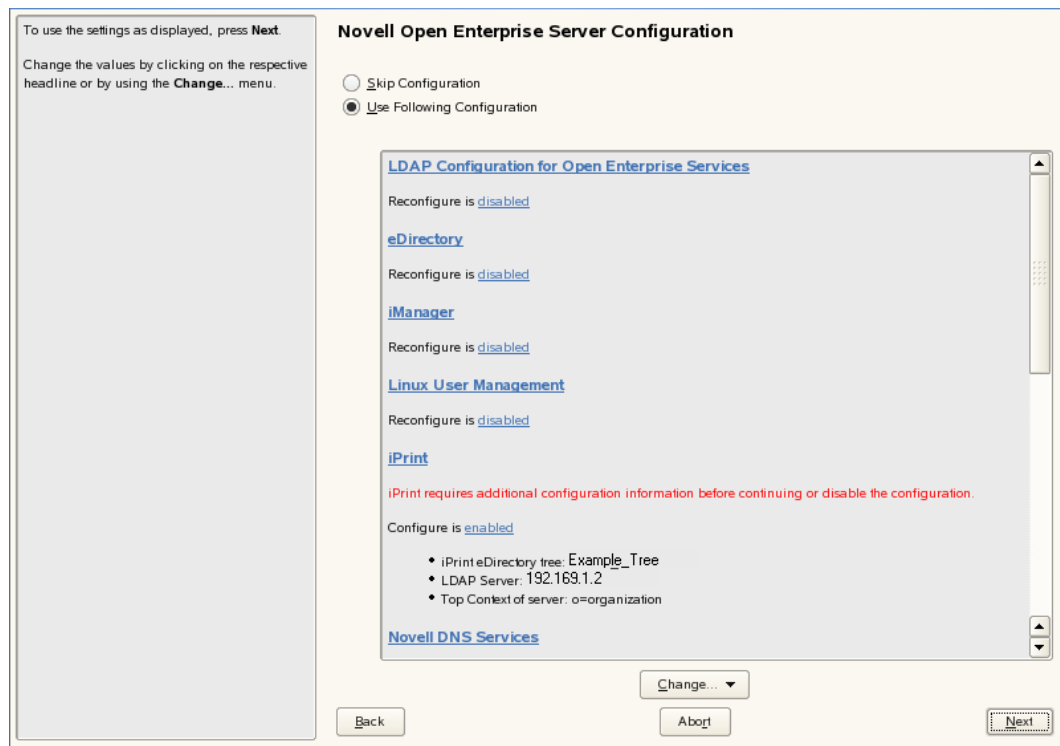 To use the settings as displayed, press Next.
Change the values by clicking on the respective
headline or by using the Change... menu.
Novell Open Enterprise Server Configuration
Skip Configuration
Use Following Configuration
LDAP Configuration for Open Enterprise Services
Reconfigure is disabled
eDirectory
Reconfigure is disabled
iManager
Reconfigure is disabled
Linux User Management
Reconfigure is disabled
iPrint
iPrint requires additional configuration information before continuing or disable the configuration.
Configure is enabled
• iPrint eDirectory tree: Example_Tree
• LDAP Server: 192.169.1.2
• Top Context of server: o=organization
Novell DNS Services
Change...
Back
Abort
Next